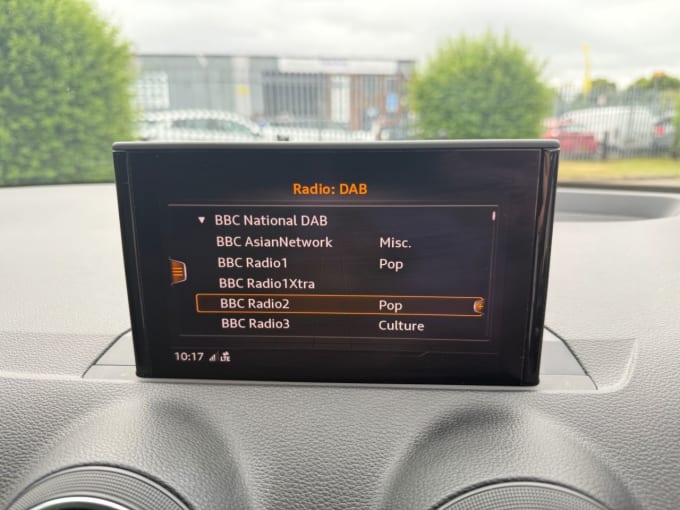 Radio: DAB
▼ BBC National DAB
BBC AsianNetwork Misc.
BBC Radio1 Pop
BBC Radio1Xtra
BBC Radio2 Pop
BBC Radio3 Culture
10:17 LTE